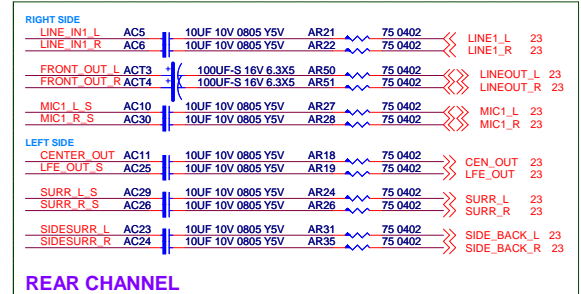 RIGHT SIDE
LINE_IN1_L AC5 10UF 10V 0805 Y5V AR21 75 0402 LINE1_L 23
LINE_IN1_R AC6 10UF 10V 0805 Y5V AR22 75 0402 LINE1_R 23
FRONT_OUT_L ACT3 + 100UF-S 16V 6.3X5 AR50 75 0402 LINEOUT_L 23
FRONT_OUT_R ACT4 + 100UF-S 16V 6.3X5 AR51 75 0402 LINEOUT_R 23
MIC1_L_S AC10 10UF 10V 0805 Y5V AR27 75 0402 MIC1_L 23
MIC1_R_S AC30 10UF 10V 0805 Y5V AR28 75 0402 MIC1_R 23
LEFT SIDE
CENTER_OUT AC11 10UF 10V 0805 Y5V AR18 75 0402 CEN_OUT 23
LFE_OUT_S AC25 10UF 10V 0805 Y5V AR19 75 0402 LFE_OUT 23
SURR_L_S AC29 10UF 10V 0805 Y5V AR24 75 0402 SURR_L 23
SURR_R_S AC26 10UF 10V 0805 Y5V AR26 75 0402 SURR_R 23
SIDESURR_L AC23 10UF 10V 0805 Y5V AR31 75 0402 SIDE_BACK_L 23
SIDESURR_R AC24 10UF 10V 0805 Y5V AR35 75 0402 SIDE_BACK_R 23
REAR CHANNEL